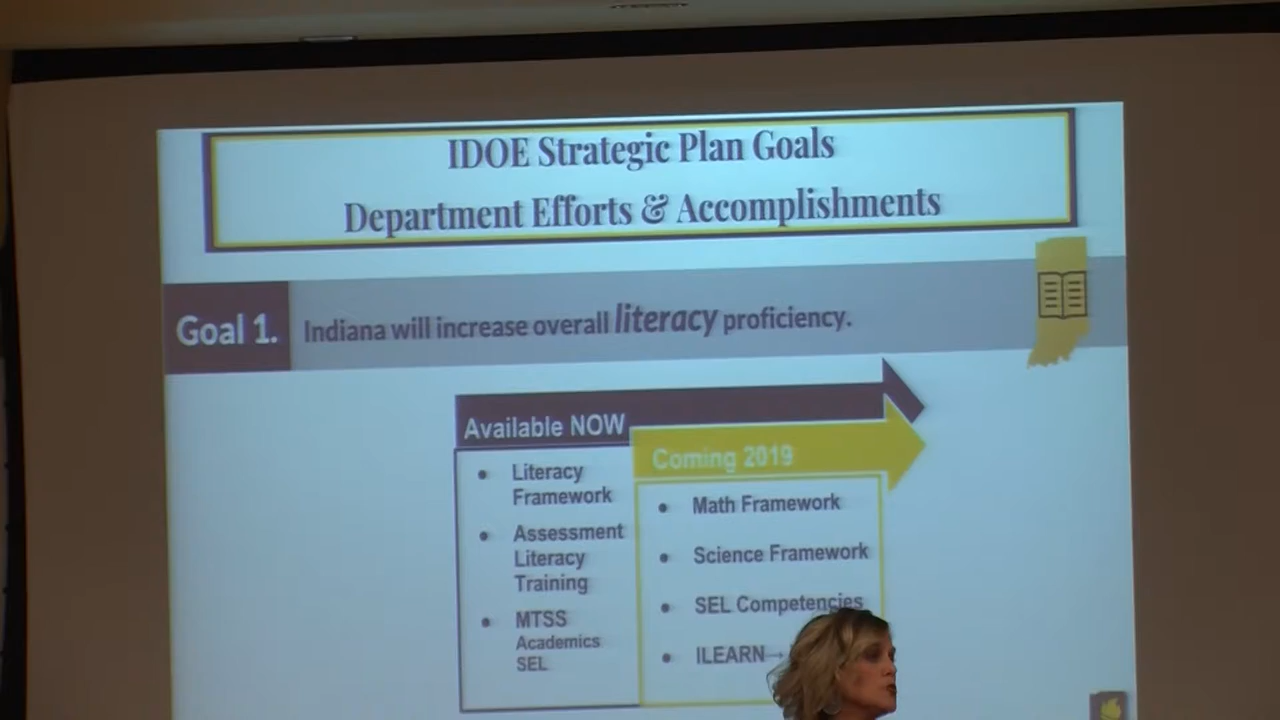 IDOE Strategic Plan Goals
Department Efforts & Accomplishments
Goal 1. Indiana will increase overall literacy proficiency.
Available NOW
• Literacy
Framework
• Assessment
Literacy
Training
• MTSS
Academics
SEL
Coming 2019
• Math Framework
• Science Framework
• SEL Competencies
• ILEARN→